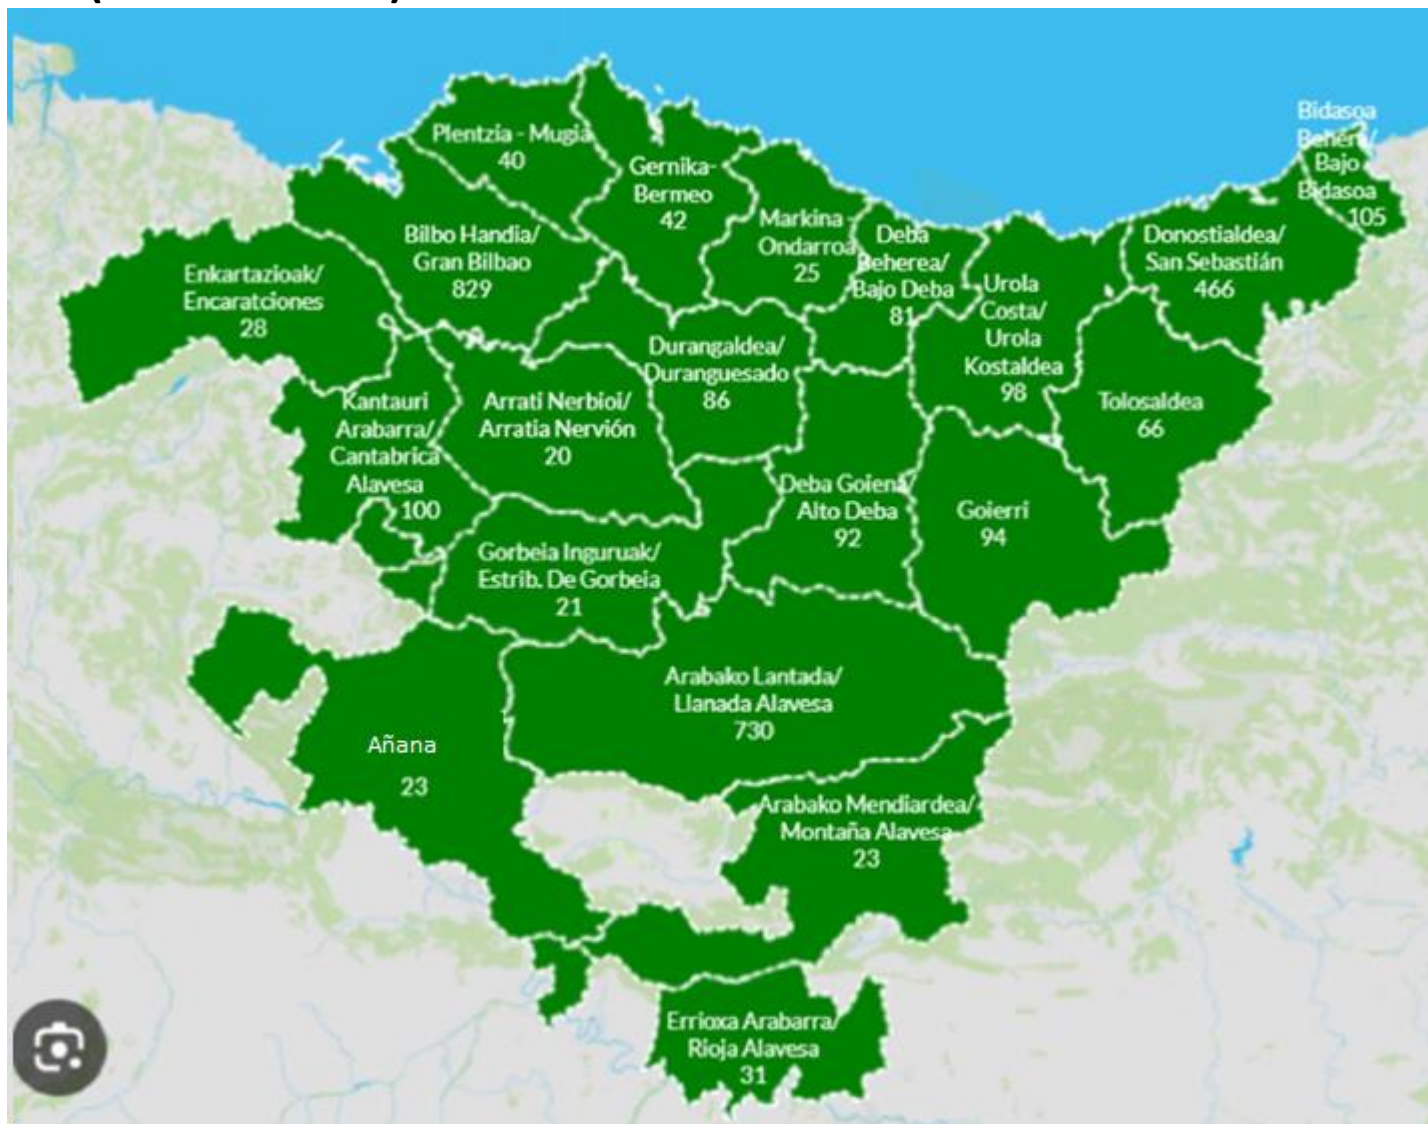 Plentzia - Mugia
40
Gernika-
Bermeo
42
Markina -
Ondarroa
25
Deba
Beherea/
Bajo Deba
81
Urola
Costa/
Urola
Kostaldea
98
Donostialdea/
San Sebastián
466
Bidasoa
Behera/
Bajo
Bidasoa
105
Bilbo Handia/
Gran Bilbao
829
Enkartazioak/
Encaratciones
28
Durangaldea/
Duranguesado
86
Tolosaldea
66
Kantauri
Arabarra/
Cantabrica
Alavesa
100
Arrati Nerbioi/
Arratia Nervión
20
Deba Goiena/
Alto Deba
92
Goierri
94
Gorbeia Inguruak/
Estrib. De Gorbeia
21
Arabako Lantada/
Llanada Alavesa
730
Añana
23
Arabako Mendiardea/
Montaña Alavesa
23
Errioxa Arabarra/
Rioja Alavesa
31